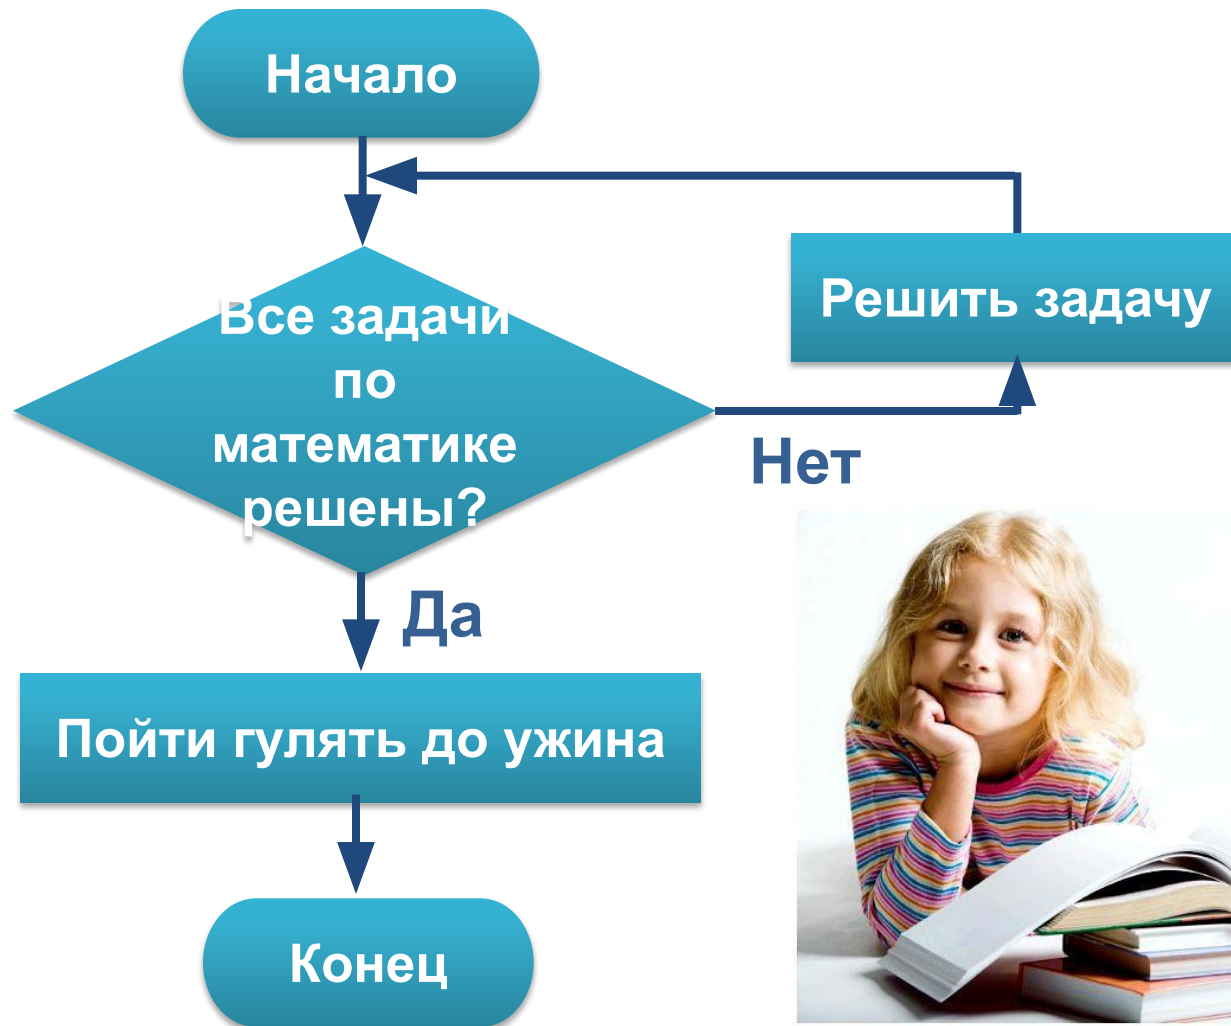 Начало
Решить задачу
Все задачи
по
математике
решены?
Нет
Да
Пойти гулять до ужина
Конец